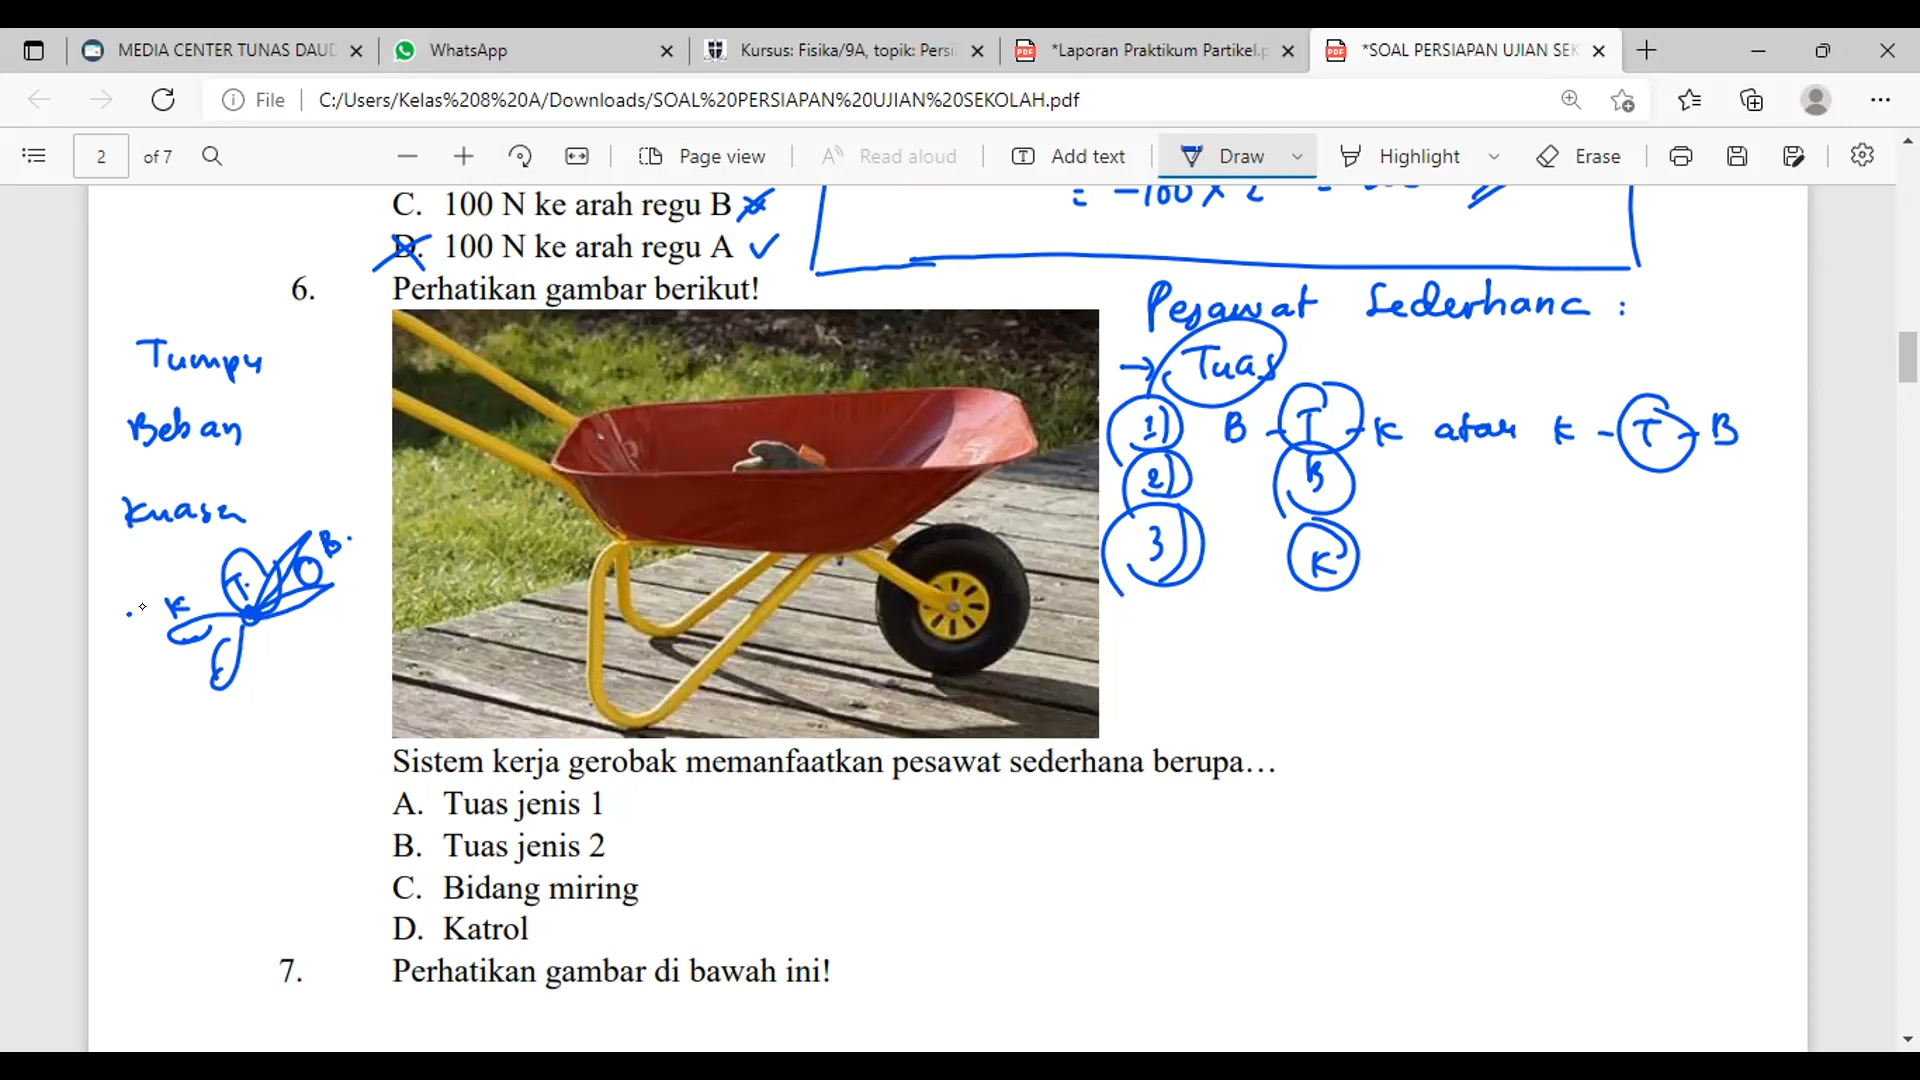 MEDIA CENTER TUNAS DAUD
WhatsApp
Kursus: Fisika/9A, topik: Persi
*Laporan Praktikum Partikel.p
*SOAL PERSIAPAN UJIAN SEK
File
C:/Users/Kelas%208%20A/Downloads/SOAL%20PERSIAPAN%20UJIAN%20SEKOLAH.pdf
2 of 7
Page view
Read aloud
Add text
Draw
Highlight
Erase
C. 100 N ke arah regu B
= -100 x 2
D. 100 N ke arah regu A
6. Perhatikan gambar berikut!
Pesawat Sederhana :
Tumpu
→ Tuas
Beban
1) B - T - K atau K - T - B
2) B
Kuasa
3 K
B
T
K
Sistem kerja gerobak memanfaatkan pesawat sederhana berupa…
A. Tuas jenis 1
B. Tuas jenis 2
C. Bidang miring
D. Katrol
7. Perhatikan gambar di bawah ini!